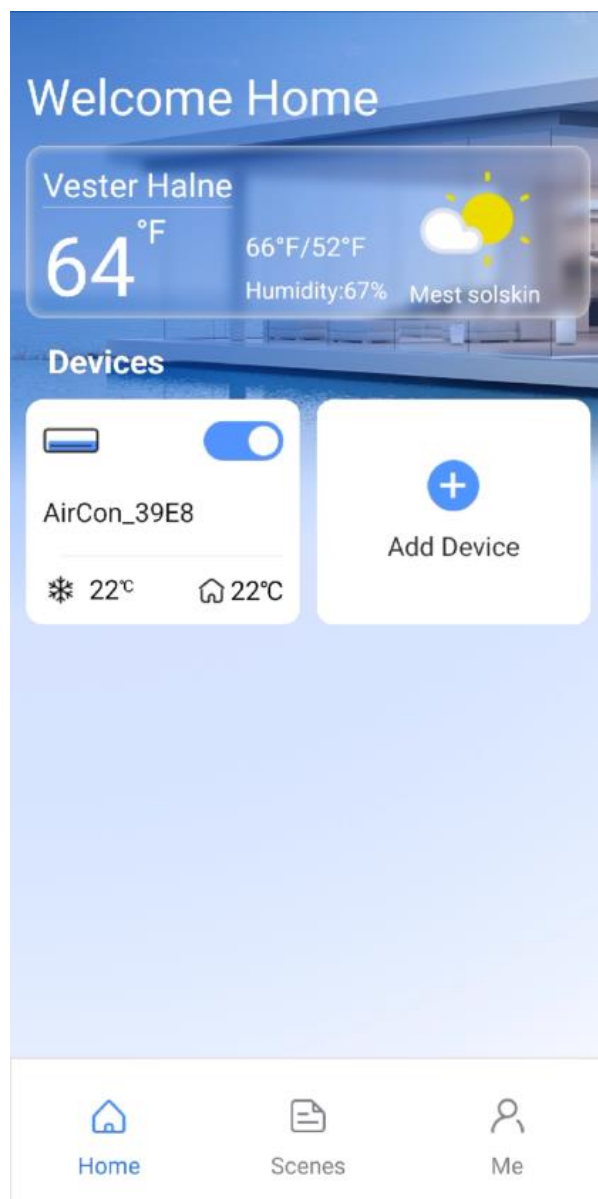 Welcome Home
Vester Halne
64°F
66°F/52°F
Humidity:67%
Mest solskin
Devices
AirCon_39E8
22℃
22℃
Add Device
Home
Scenes
Me